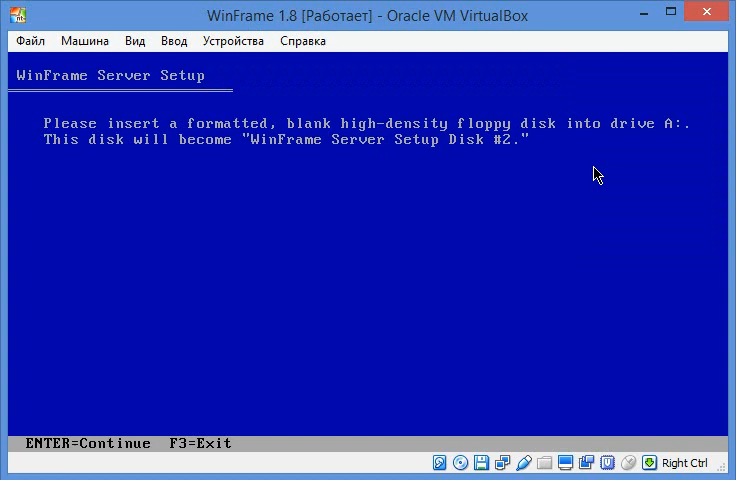 WinFrame 1.8 [Работает] - Oracle VM VirtualBox
Файл Машина Вид Ввод Устройства Справка
WinFrame Server Setup
Please insert a formatted, blank high-density floppy disk into drive A:.
This disk will become "WinFrame Server Setup Disk #2."
ENTER=Continue F3=Exit
Right Ctrl